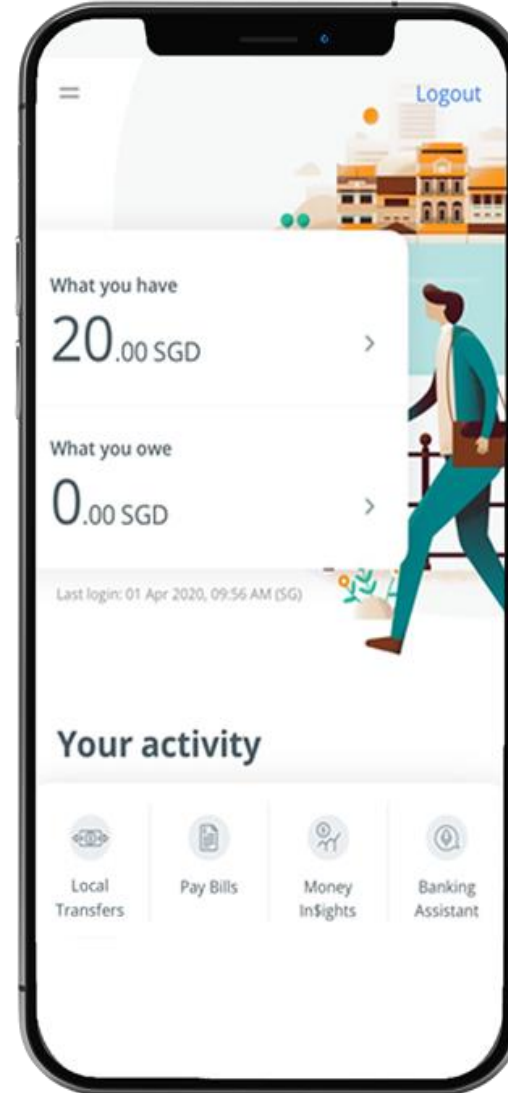 Logout
What you have
20.00 SGD
What you owe
0.00 SGD
Last login: 01 Apr 2020, 09:56 AM (SG)
Your activity
Local
Transfers
Pay Bills
Money
In$ights
Banking
Assistant